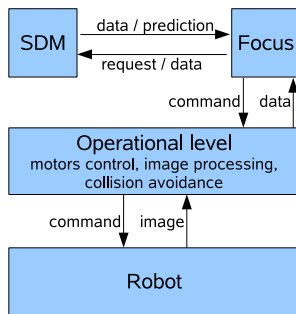 data / prediction
SDM
Focus
request / data
command
data
Operational level
motors control, image processing,
collision avoidance
command
image
Robot